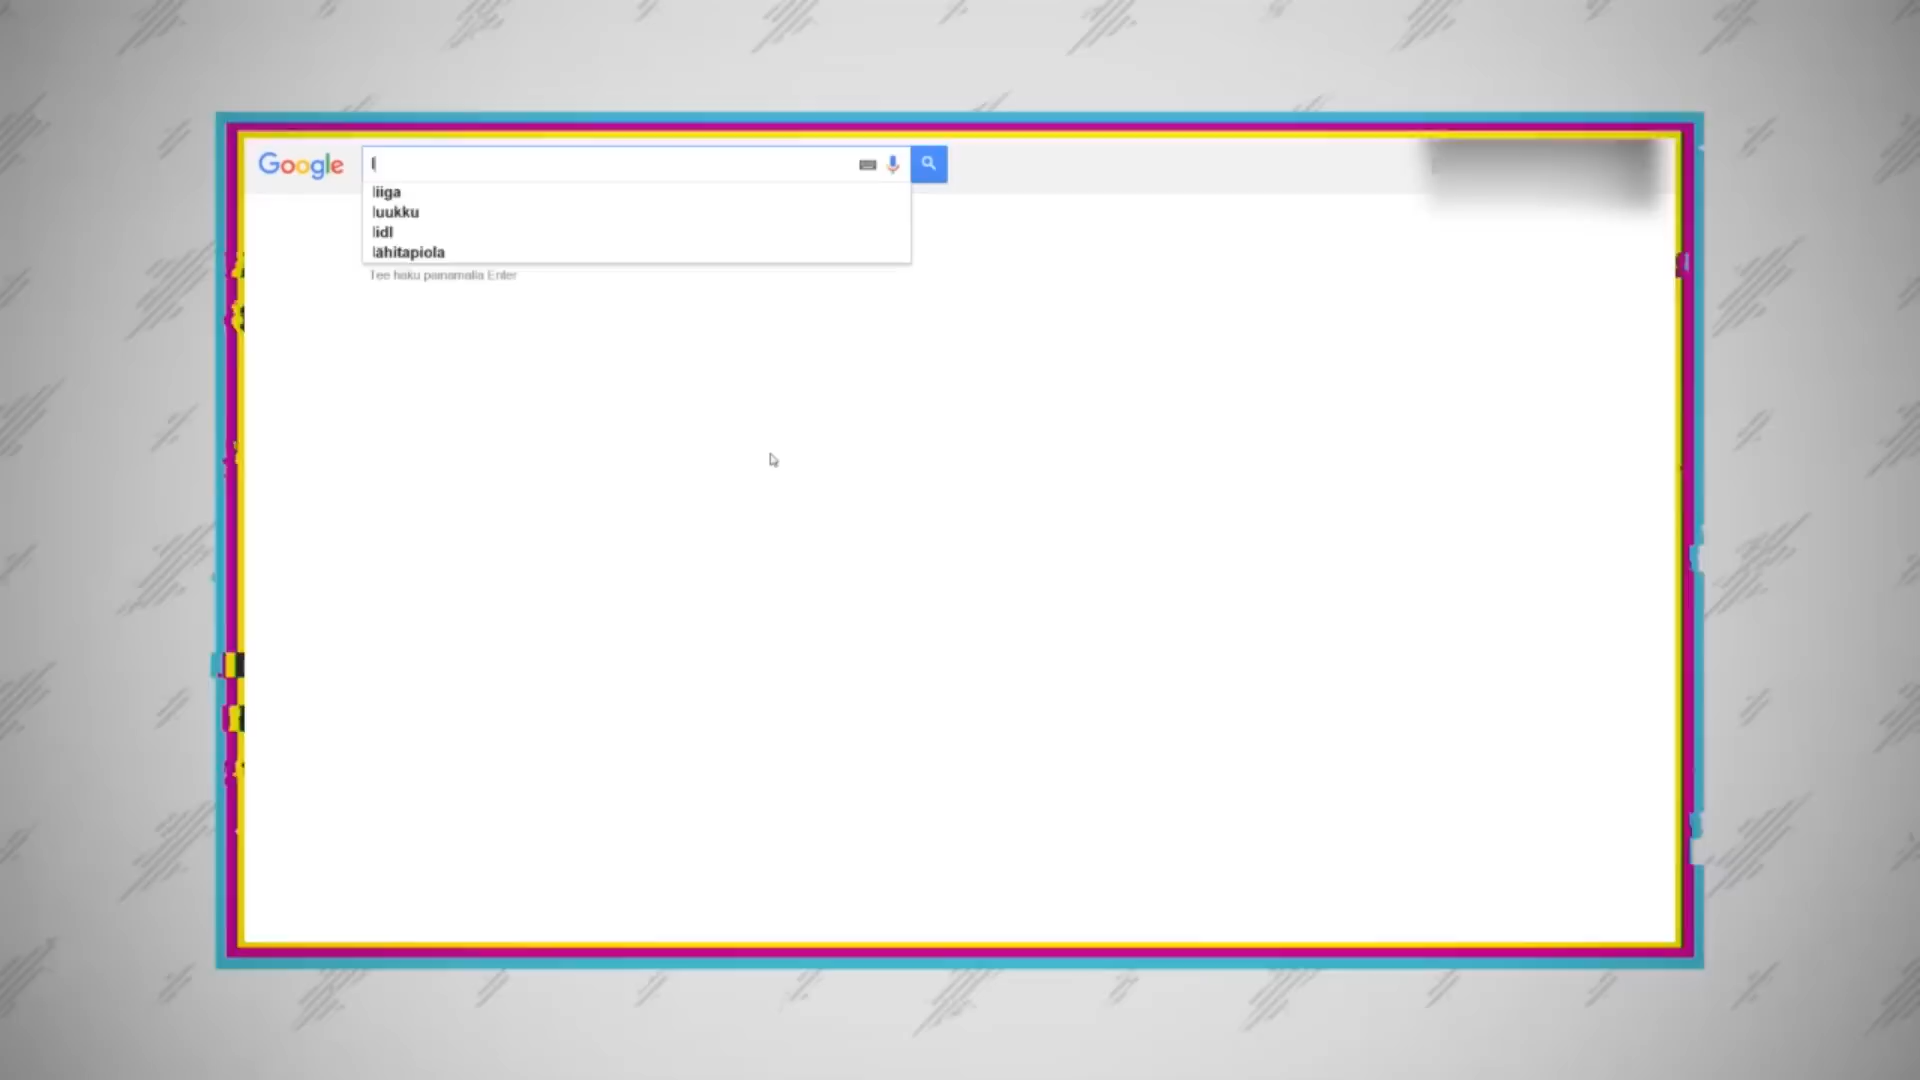 Google
l
liiga
luukku
lidl
lähitapiola
Tee haku painamalla Enter